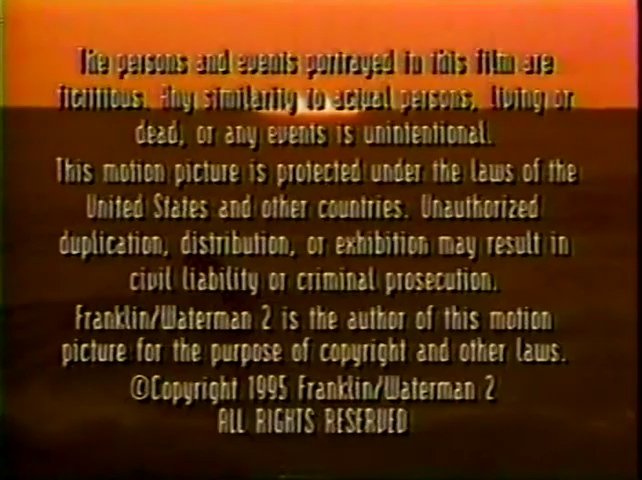 The persons and events portrayed in this film are
fictitious. Any similarity to actual persons, living or
dead, or any events is unintentional.
This motion picture is protected under the laws of the
United States and other countries. Unauthorized
duplication, distribution, or exhibition may result in
civil liability or criminal prosecution.
Franklin/Waterman 2 is the author of this motion
picture for the purpose of copyright and other laws.
©Copyright 1995 Franklin/Waterman 2
ALL RIGHTS RESERVED